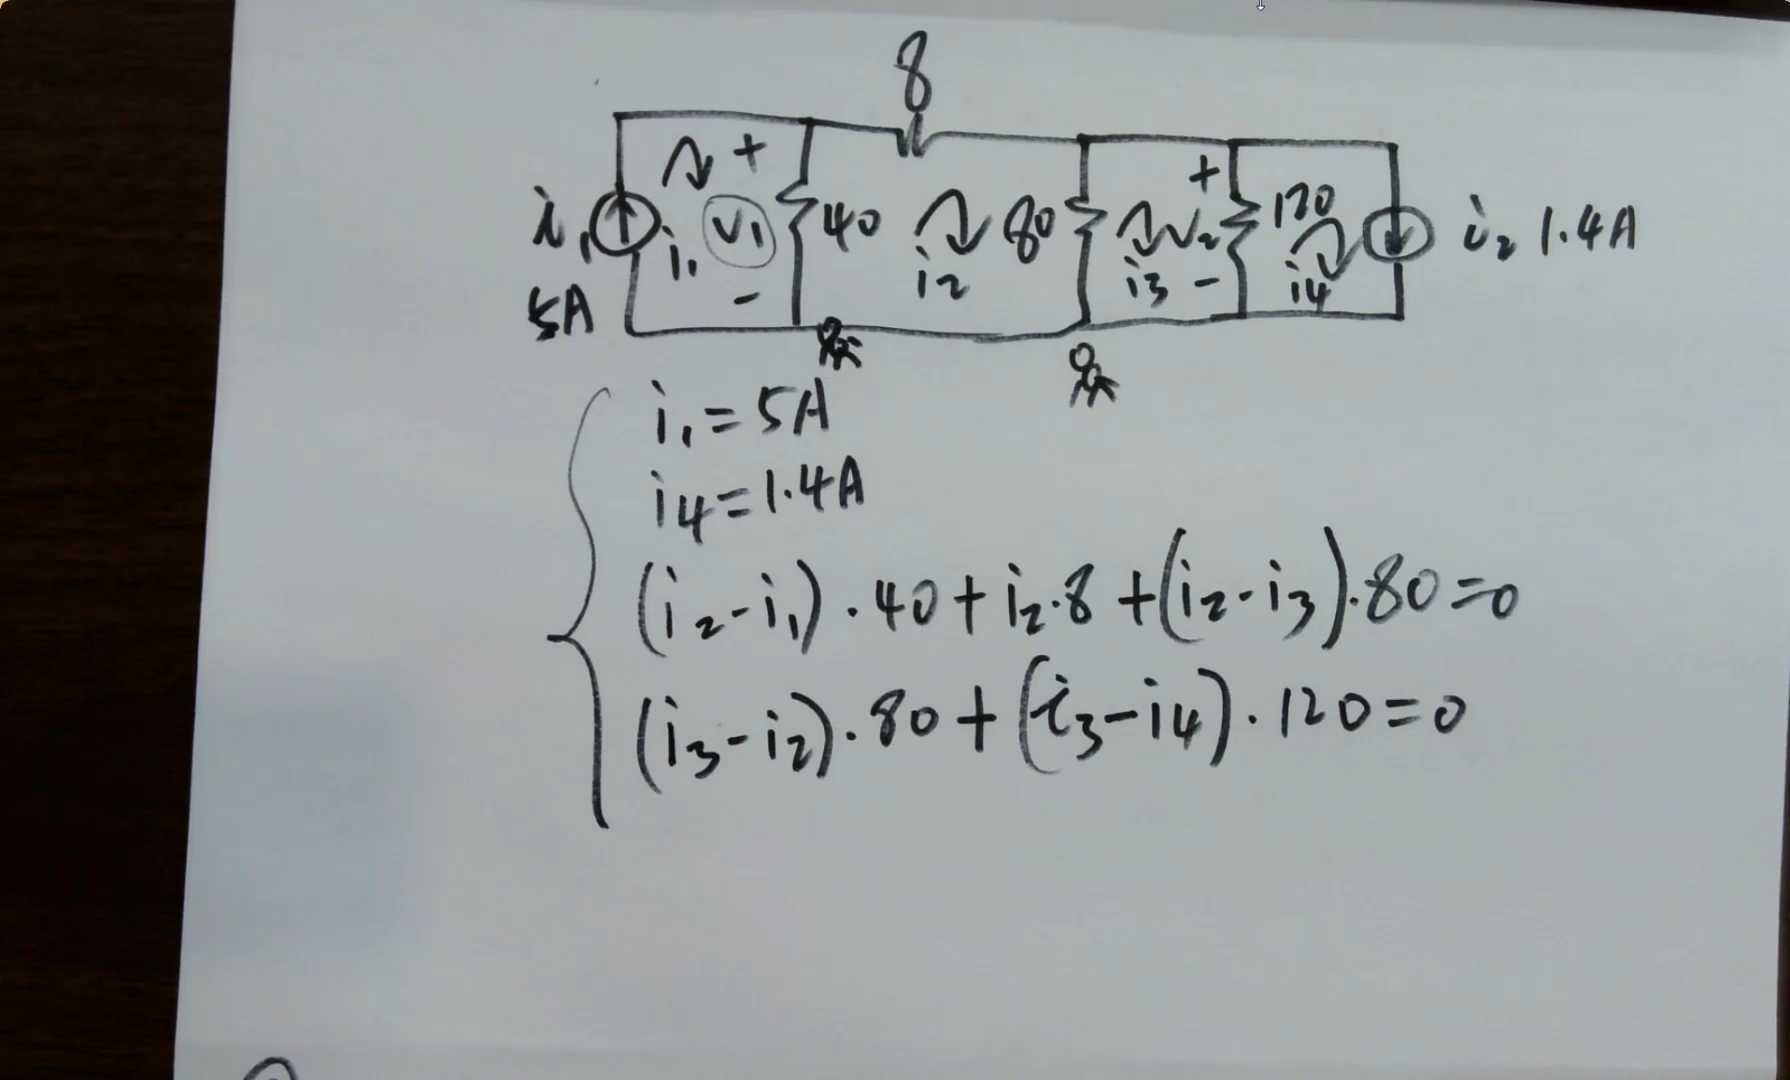 8
i₁ 5A
i₁
+ V₁ -
40
i₂
80
i₃
+ V₂ -
120
i₄
i₂ 1.4A
i₁ = 5A
i₄ = 1.4A
(i₂ - i₁) · 40 + i₂ · 8 + (i₂ - i₃) · 80 = 0
(i₃ - i₂) · 80 + (i₃ - i₄) · 120 = 0